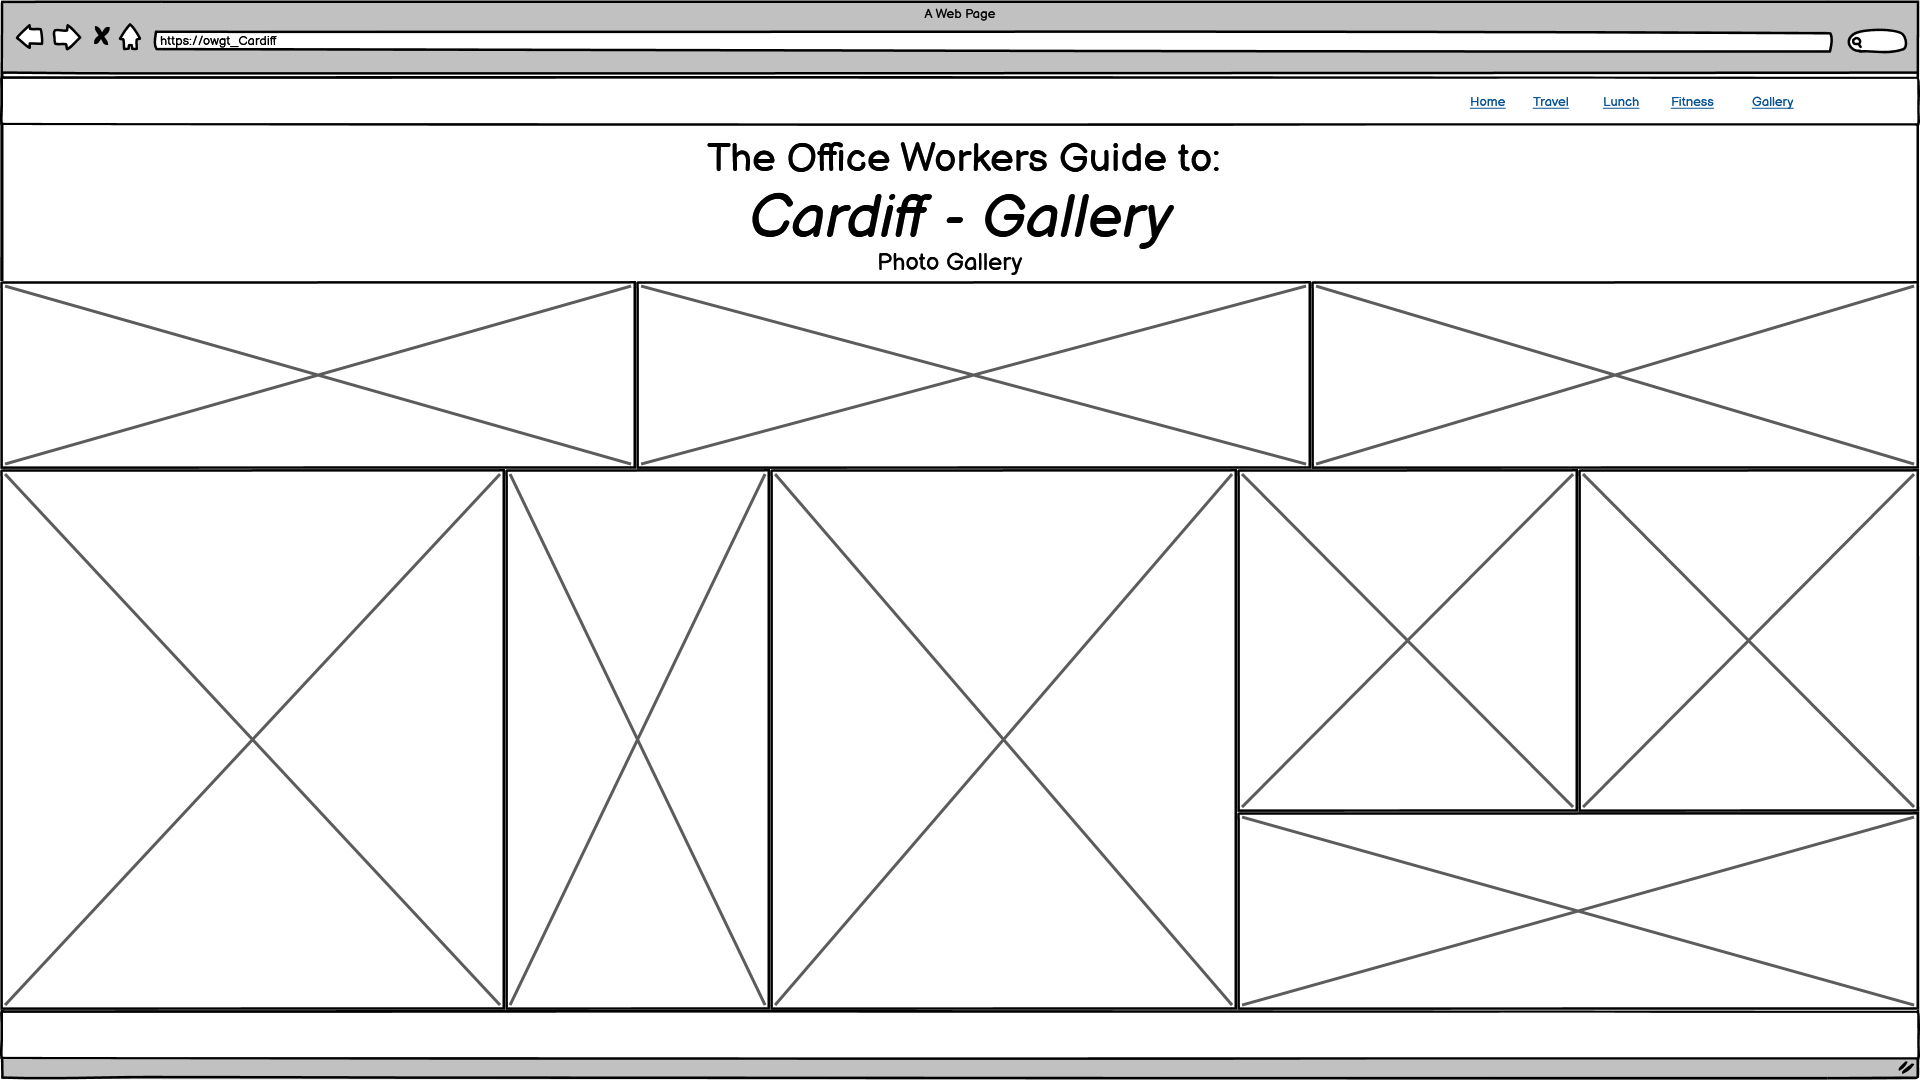 A Web Page
https://owgt_Cardiff
Home Travel Lunch Fitness Gallery
The Office Workers Guide to:
Cardiff - Gallery
Photo Gallery